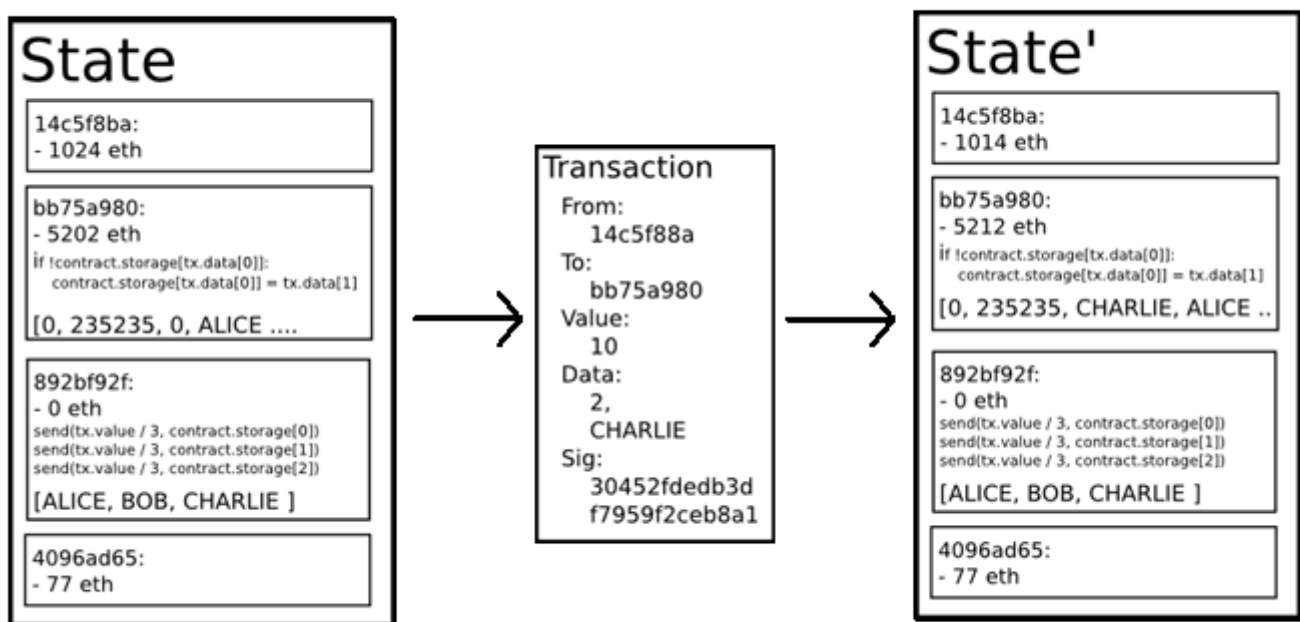 State
14c5f8ba:
- 1024 eth
bb75a980:
- 5202 eth
if !contract.storage[tx.data[0]]:
contract.storage[tx.data[0]] = tx.data[1]
[0, 235235, 0, ALICE ....
892bf92f:
- 0 eth
send(tx.value / 3, contract.storage[0])
send(tx.value / 3, contract.storage[1])
send(tx.value / 3, contract.storage[2])
[ALICE, BOB, CHARLIE ]
4096ad65:
- 77 eth
Transaction
From:
14c5f88a
To:
bb75a980
Value:
10
Data:
2,
CHARLIE
Sig:
30452fdedb3d
f7959f2ceb8a1
State'
14c5f8ba:
- 1014 eth
bb75a980:
- 5212 eth
if !contract.storage[tx.data[0]]:
contract.storage[tx.data[0]] = tx.data[1]
[0, 235235, CHARLIE, ALICE ..
892bf92f:
- 0 eth
send(tx.value / 3, contract.storage[0])
send(tx.value / 3, contract.storage[1])
send(tx.value / 3, contract.storage[2])
[ALICE, BOB, CHARLIE ]
4096ad65:
- 77 eth